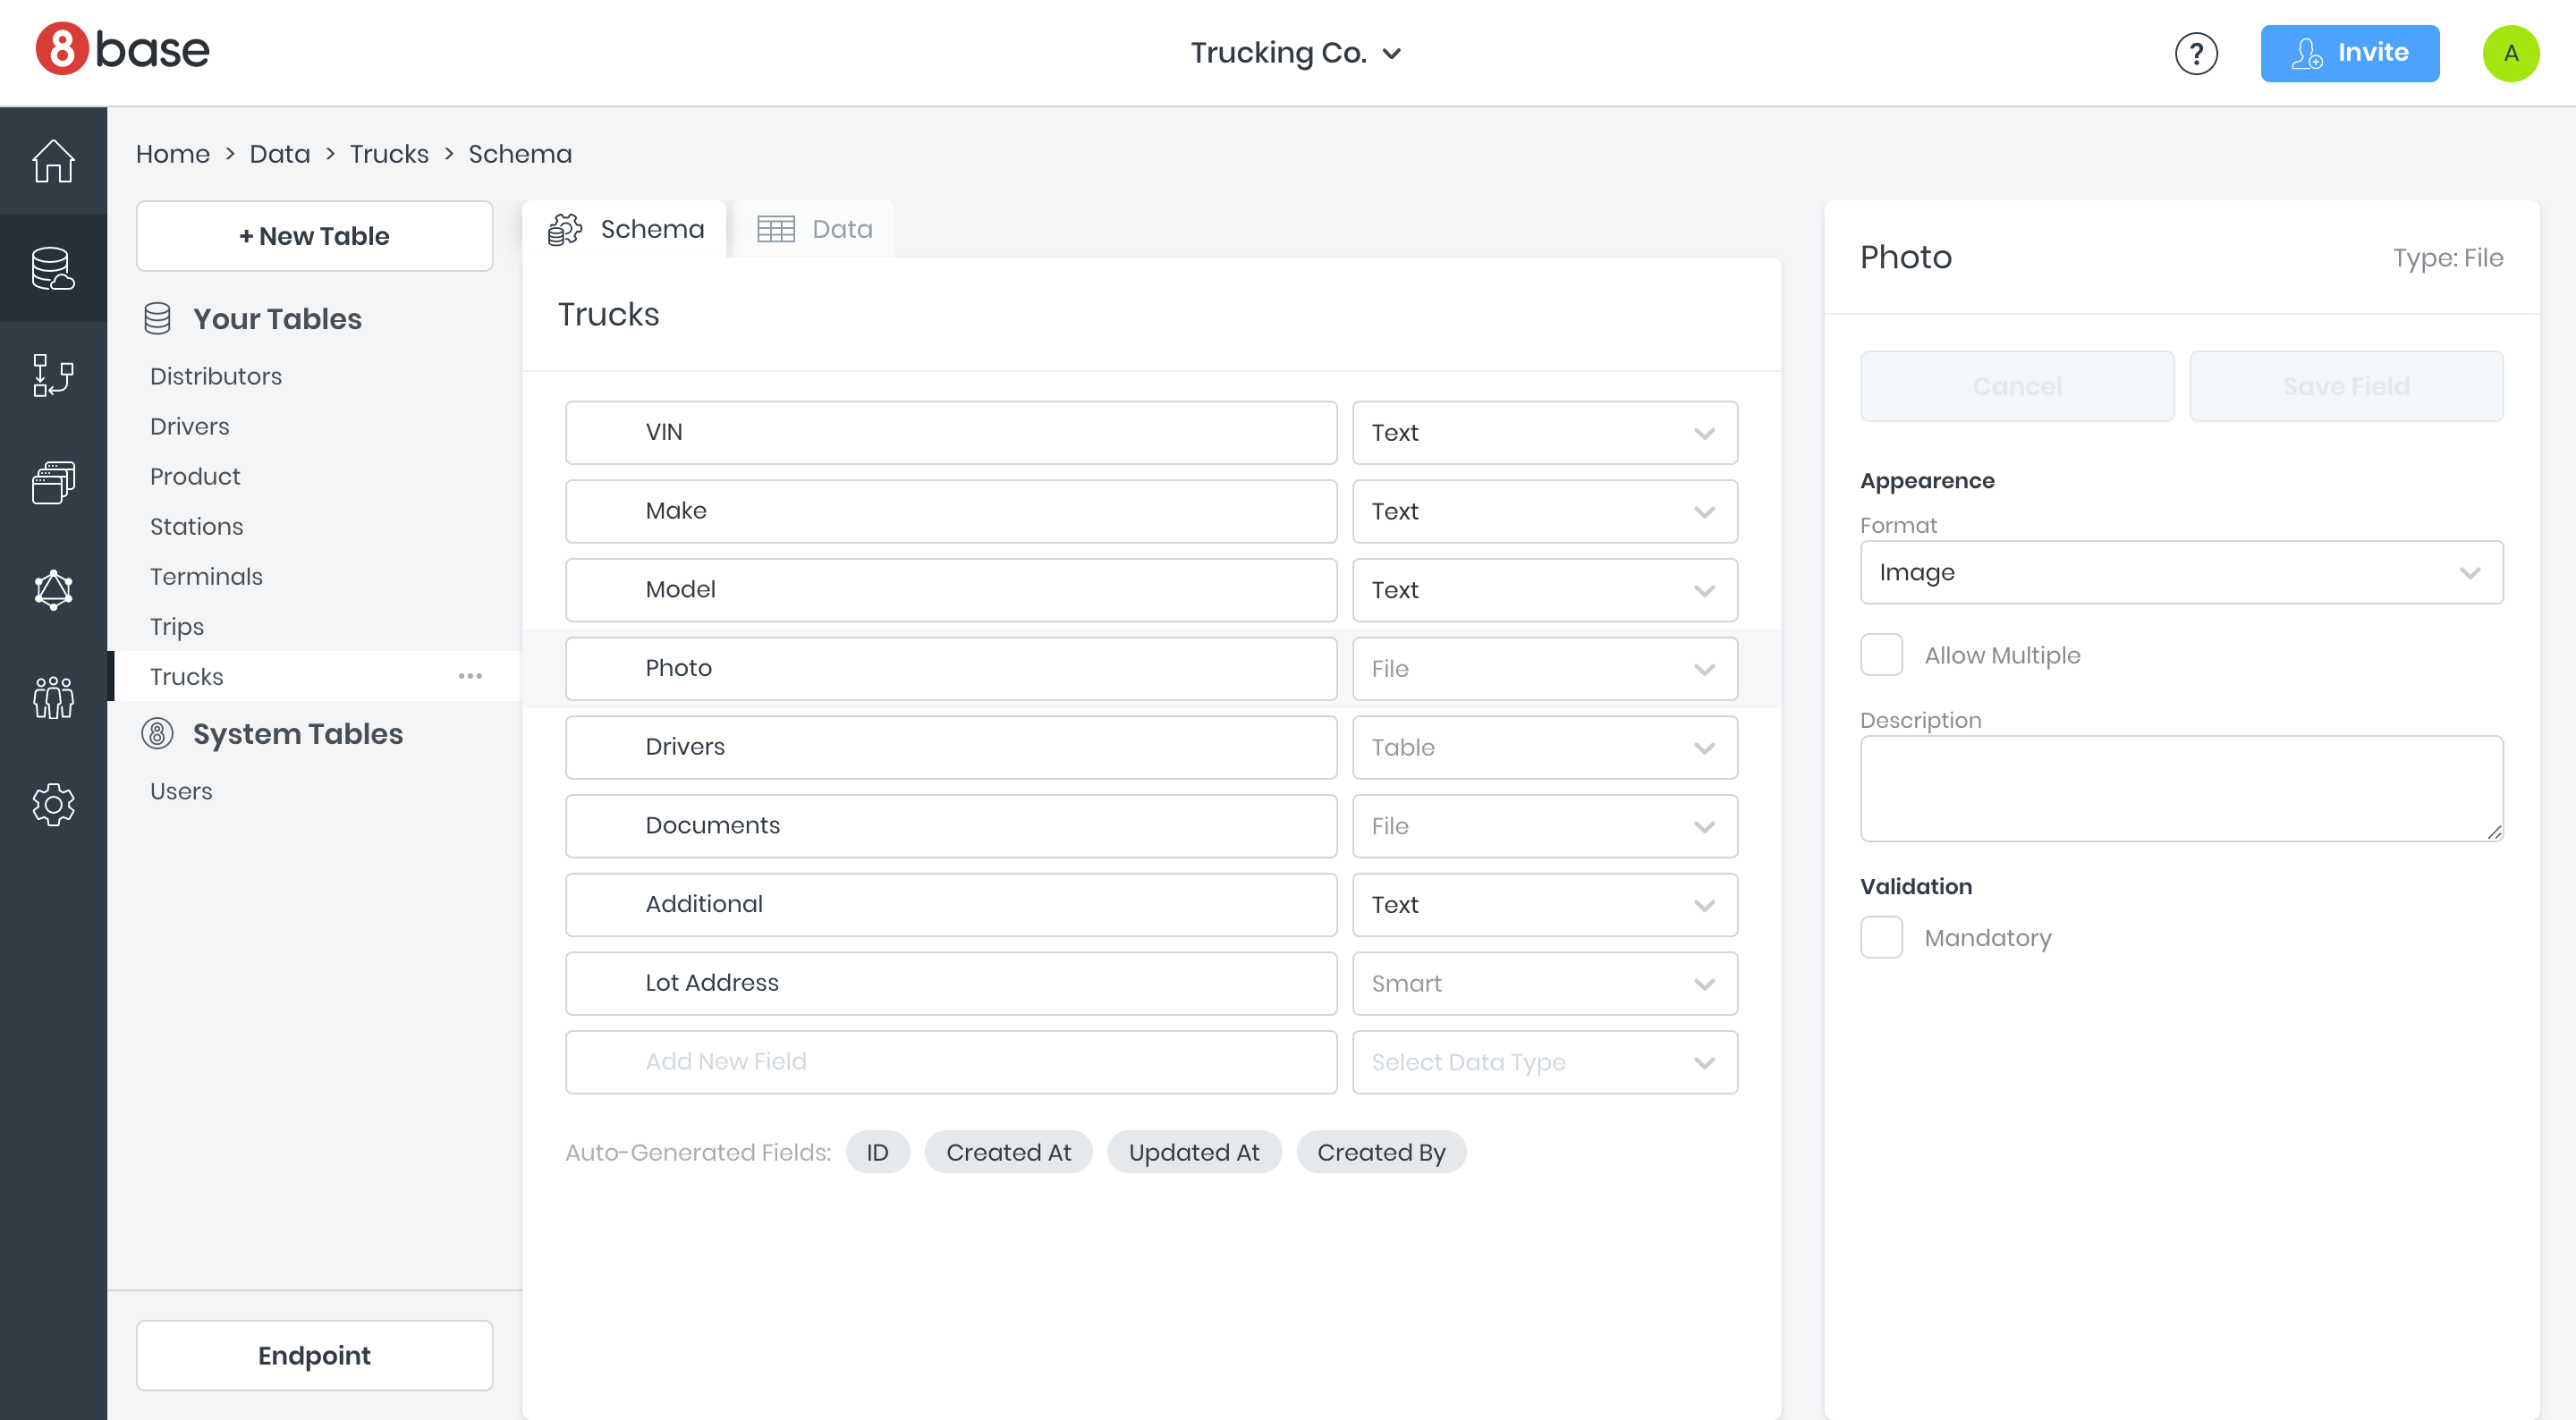 8base
Trucking Co.
?
Invite
A
Home > Data > Trucks > Schema
+ New Table
Your Tables
Distributors
Drivers
Product
Stations
Terminals
Trips
Trucks
8 System Tables
Users
Endpoint
Schema
Data
Trucks
VIN Text
Make Text
Model Text
Photo File
Drivers Table
Documents File
Additional Text
Lot Address Smart
Add New Field Select Data Type
Auto-Generated Fields: ID Created At Updated At Created By
Photo Type: File
Cancel Save Field
Appearence
Format
Image
Allow Multiple
Description
Validation
Mandatory